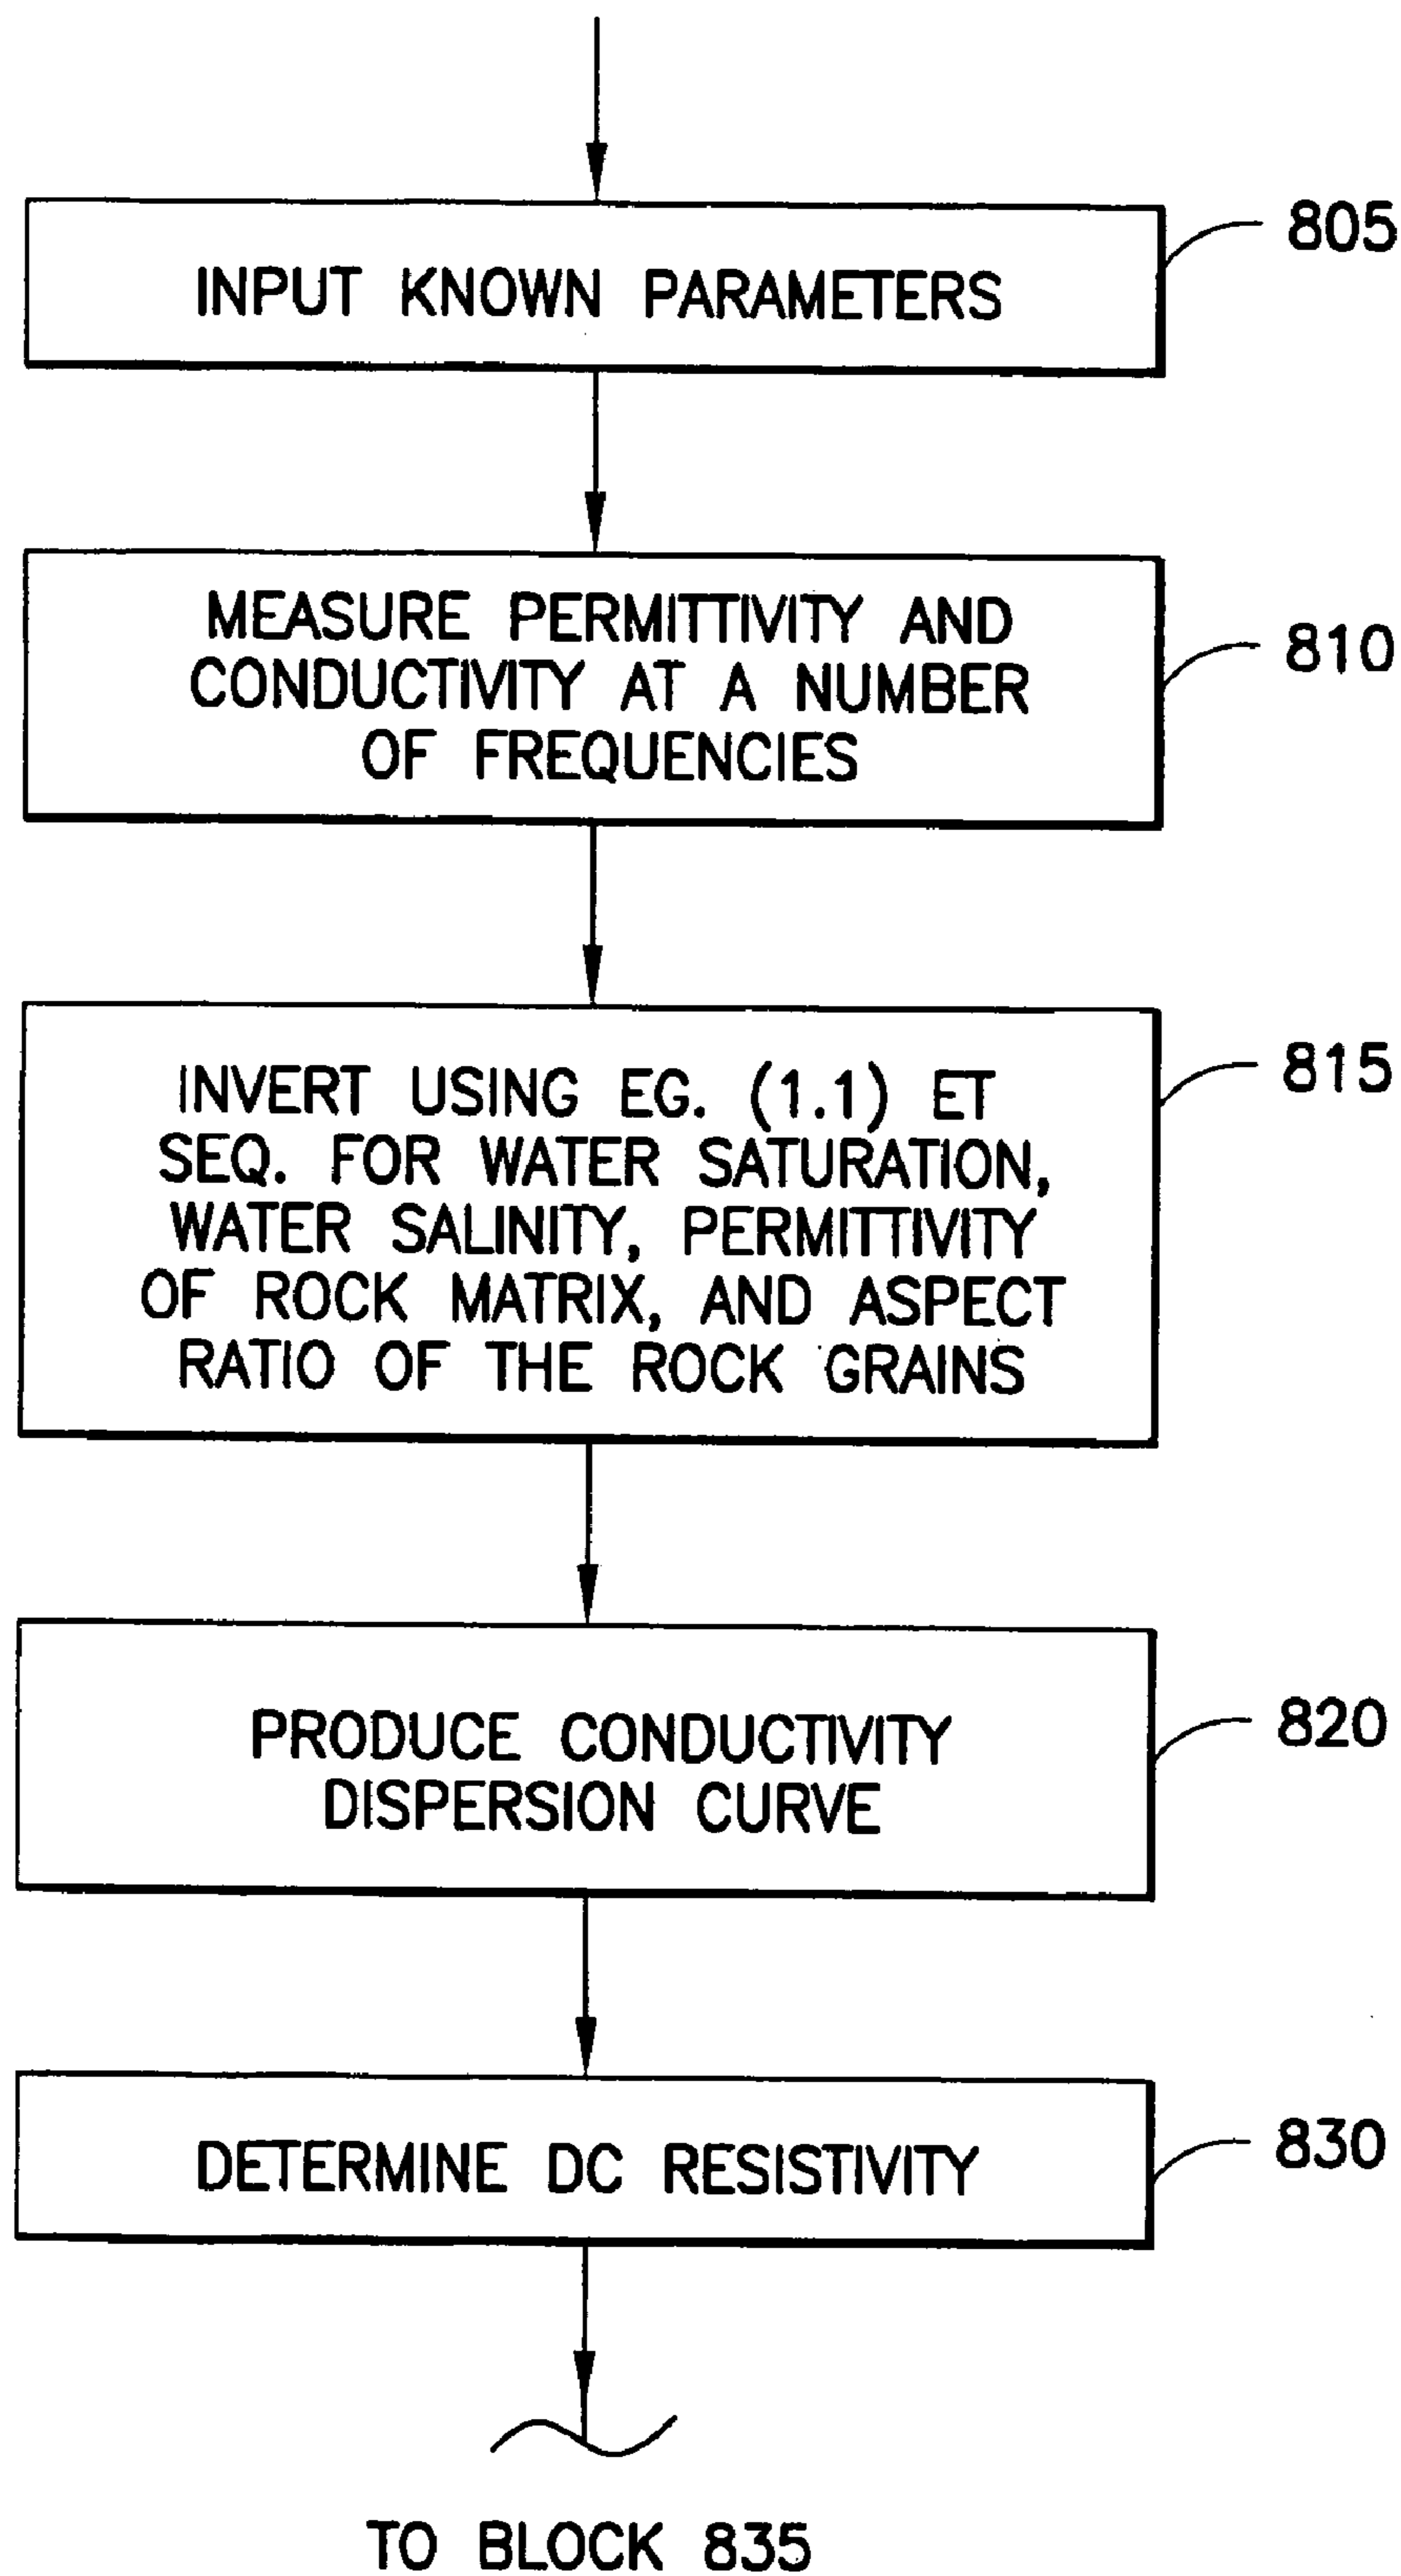 INPUT KNOWN PARAMETERS
805
MEASURE PERMITTIVITY AND
CONDUCTIVITY AT A NUMBER
OF FREQUENCIES
810
INVERT USING EG. (1.1) ET
SEQ. FOR WATER SATURATION,
WATER SALINITY, PERMITTIVITY
OF ROCK MATRIX, AND ASPECT
RATIO OF THE ROCK GRAINS
815
PRODUCE CONDUCTIVITY
DISPERSION CURVE
820
DETERMINE DC RESISTIVITY
830
TO BLOCK 835